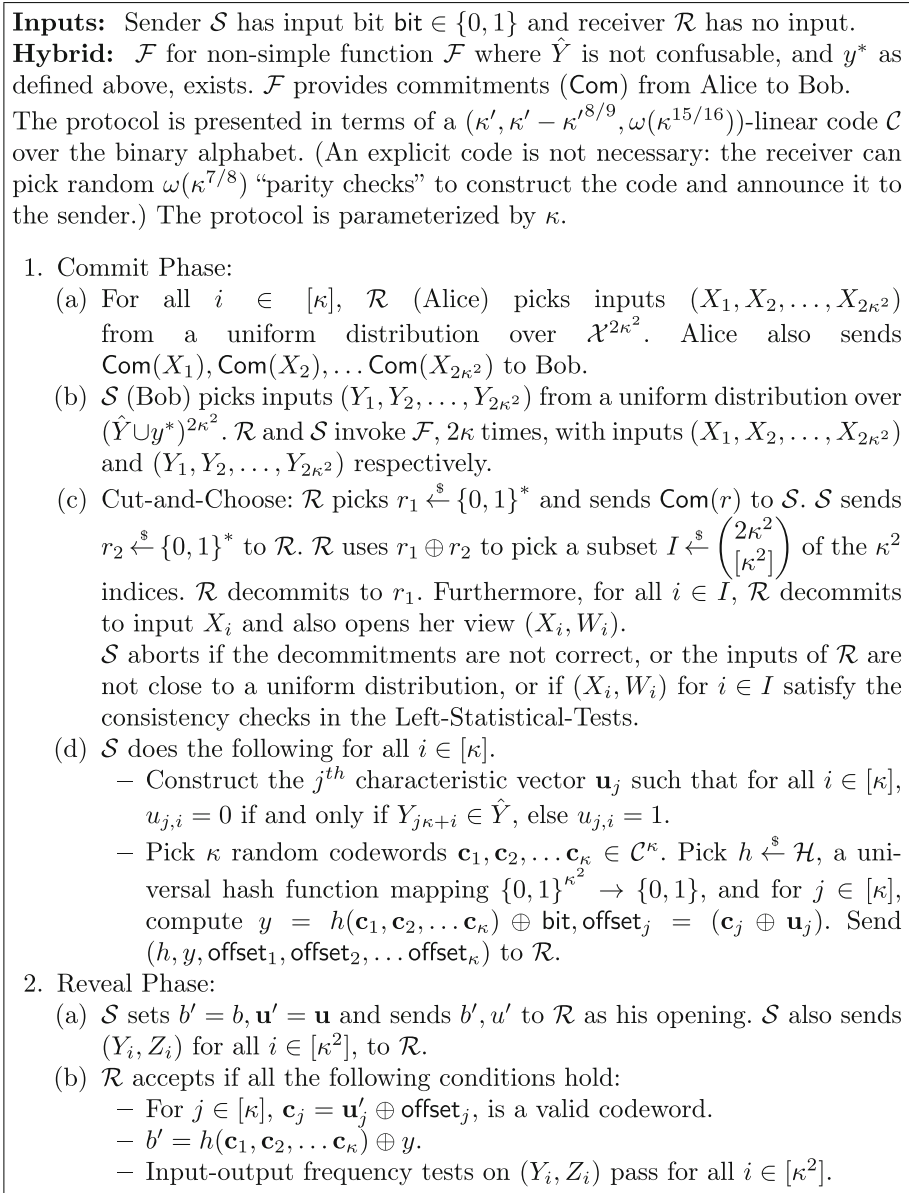 Inputs: Sender 𝒮 has input bit bit ∈ {0, 1} and receiver ℛ has no input.
Hybrid: ℱ for non-simple function ℱ where Ŷ is not confusable, and y* as
defined above, exists. ℱ provides commitments (Com) from Alice to Bob.
The protocol is presented in terms of a (κ′, κ′ − κ′^{8/9}, ω(κ^{15/16}))-linear code 𝒞
over the binary alphabet. (An explicit code is not necessary: the receiver can
pick random ω(κ^{7/8}) “parity checks” to construct the code and announce it to
the sender.) The protocol is parameterized by κ.
1. Commit Phase:
(a) For all i ∈ [κ], ℛ (Alice) picks inputs (X_1, X_2, . . . , X_{2κ^2})
from a uniform distribution over 𝒳^{2κ^2}. Alice also sends
Com(X_1), Com(X_2), . . . Com(X_{2κ^2}) to Bob.
(b) 𝒮 (Bob) picks inputs (Y_1, Y_2, . . . , Y_{2κ^2}) from a uniform distribution over
(Ŷ∪y*)^{2κ^2}. ℛ and 𝒮 invoke ℱ, 2κ times, with inputs (X_1, X_2, . . . , X_{2κ^2})
and (Y_1, Y_2, . . . , Y_{2κ^2}) respectively.
(c) Cut-and-Choose: ℛ picks r_1 ←$ {0, 1}* and sends Com(r) to 𝒮. 𝒮 sends
r_2 ←$ {0, 1}* to ℛ. ℛ uses r_1 ⊕ r_2 to pick a subset I ←$ (2κ^2 [κ^2]) of the κ^2
indices. ℛ decommits to r_1. Furthermore, for all i ∈ I, ℛ decommits
to input X_i and also opens her view (X_i, W_i).
𝒮 aborts if the decommitments are not correct, or the inputs of ℛ are
not close to a uniform distribution, or if (X_i, W_i) for i ∈ I satisfy the
consistency checks in the Left-Statistical-Tests.
(d) 𝒮 does the following for all i ∈ [κ].
– Construct the j^{th} characteristic vector u_j such that for all i ∈ [κ],
u_{j,i} = 0 if and only if Y_{jκ+i} ∈ Ŷ, else u_{j,i} = 1.
– Pick κ random codewords c_1, c_2, . . . c_κ ∈ 𝒞^κ. Pick h ←$ ℋ, a uni-
versal hash function mapping {0, 1}^{κ^2} → {0, 1}, and for j ∈ [κ],
compute y = h(c_1, c_2, . . . c_κ) ⊕ bit, offset_j = (c_j ⊕ u_j). Send
(h, y, offset_1, offset_2, . . . offset_κ) to ℛ.
2. Reveal Phase:
(a) 𝒮 sets b′ = b, u′ = u and sends b′, u′ to ℛ as his opening. 𝒮 also sends
(Y_i, Z_i) for all i ∈ [κ^2], to ℛ.
(b) ℛ accepts if all the following conditions hold:
– For j ∈ [κ], c_j = u′_j ⊕ offset_j, is a valid codeword.
– b′ = h(c_1, c_2, . . . c_κ) ⊕ y.
– Input-output frequency tests on (Y_i, Z_i) pass for all i ∈ [κ^2].